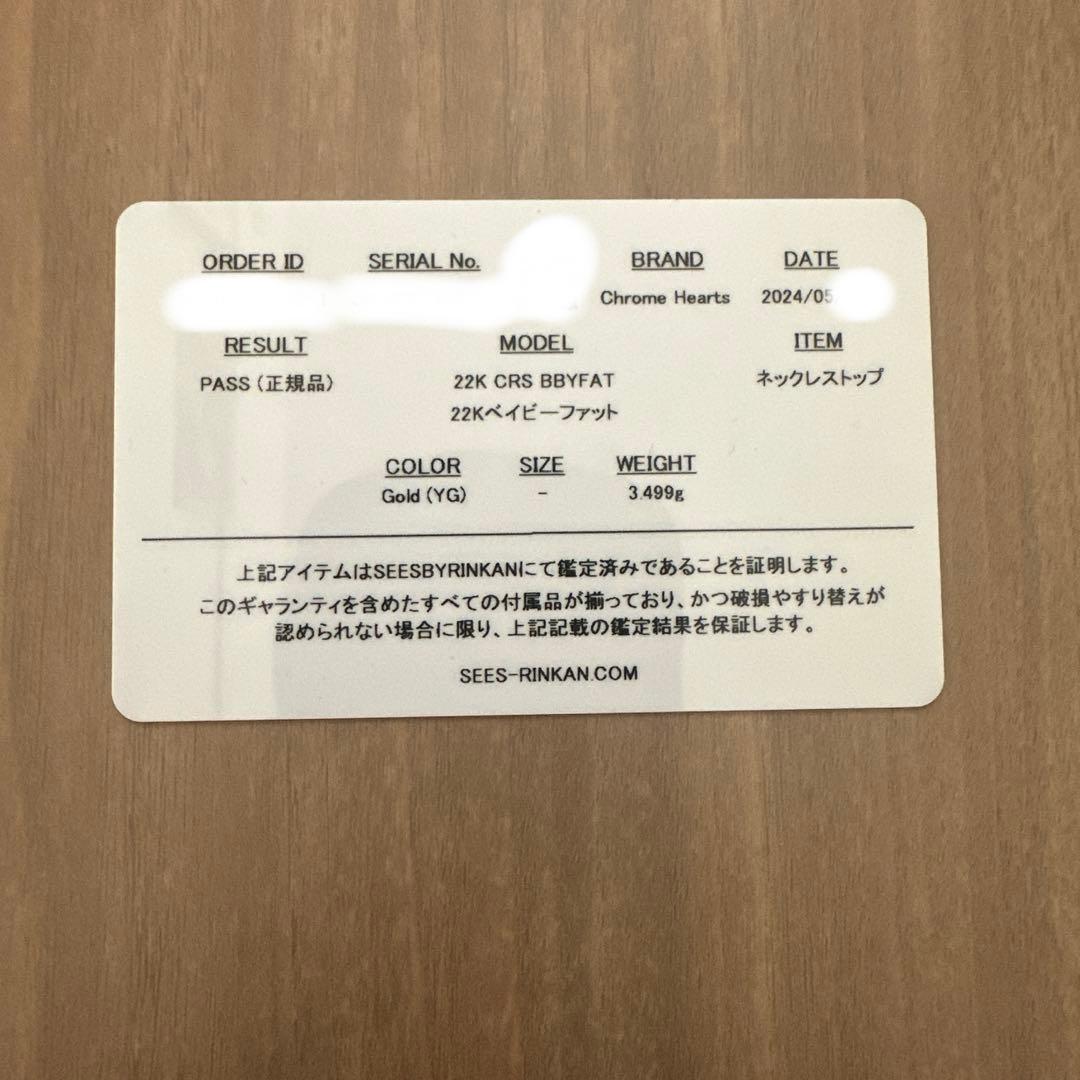 ORDER ID SERIAL No. BRAND DATE
Chrome Hearts 2024/05
RESULT MODEL ITEM
PASS (正規品) 22K CRS BBYFAT ネックレストップ
22Kベイビーファット
COLOR SIZE WEIGHT
Gold (YG) - 3.499g
上記アイテムはSEESBYRINKANにて鑑定済みであることを証明します。
このギャランティを含めたすべての付属品が揃っており、かつ破損やすり替えが
認められない場合に限り、上記記載の鑑定結果を保証します。
SEES-RINKAN.COM